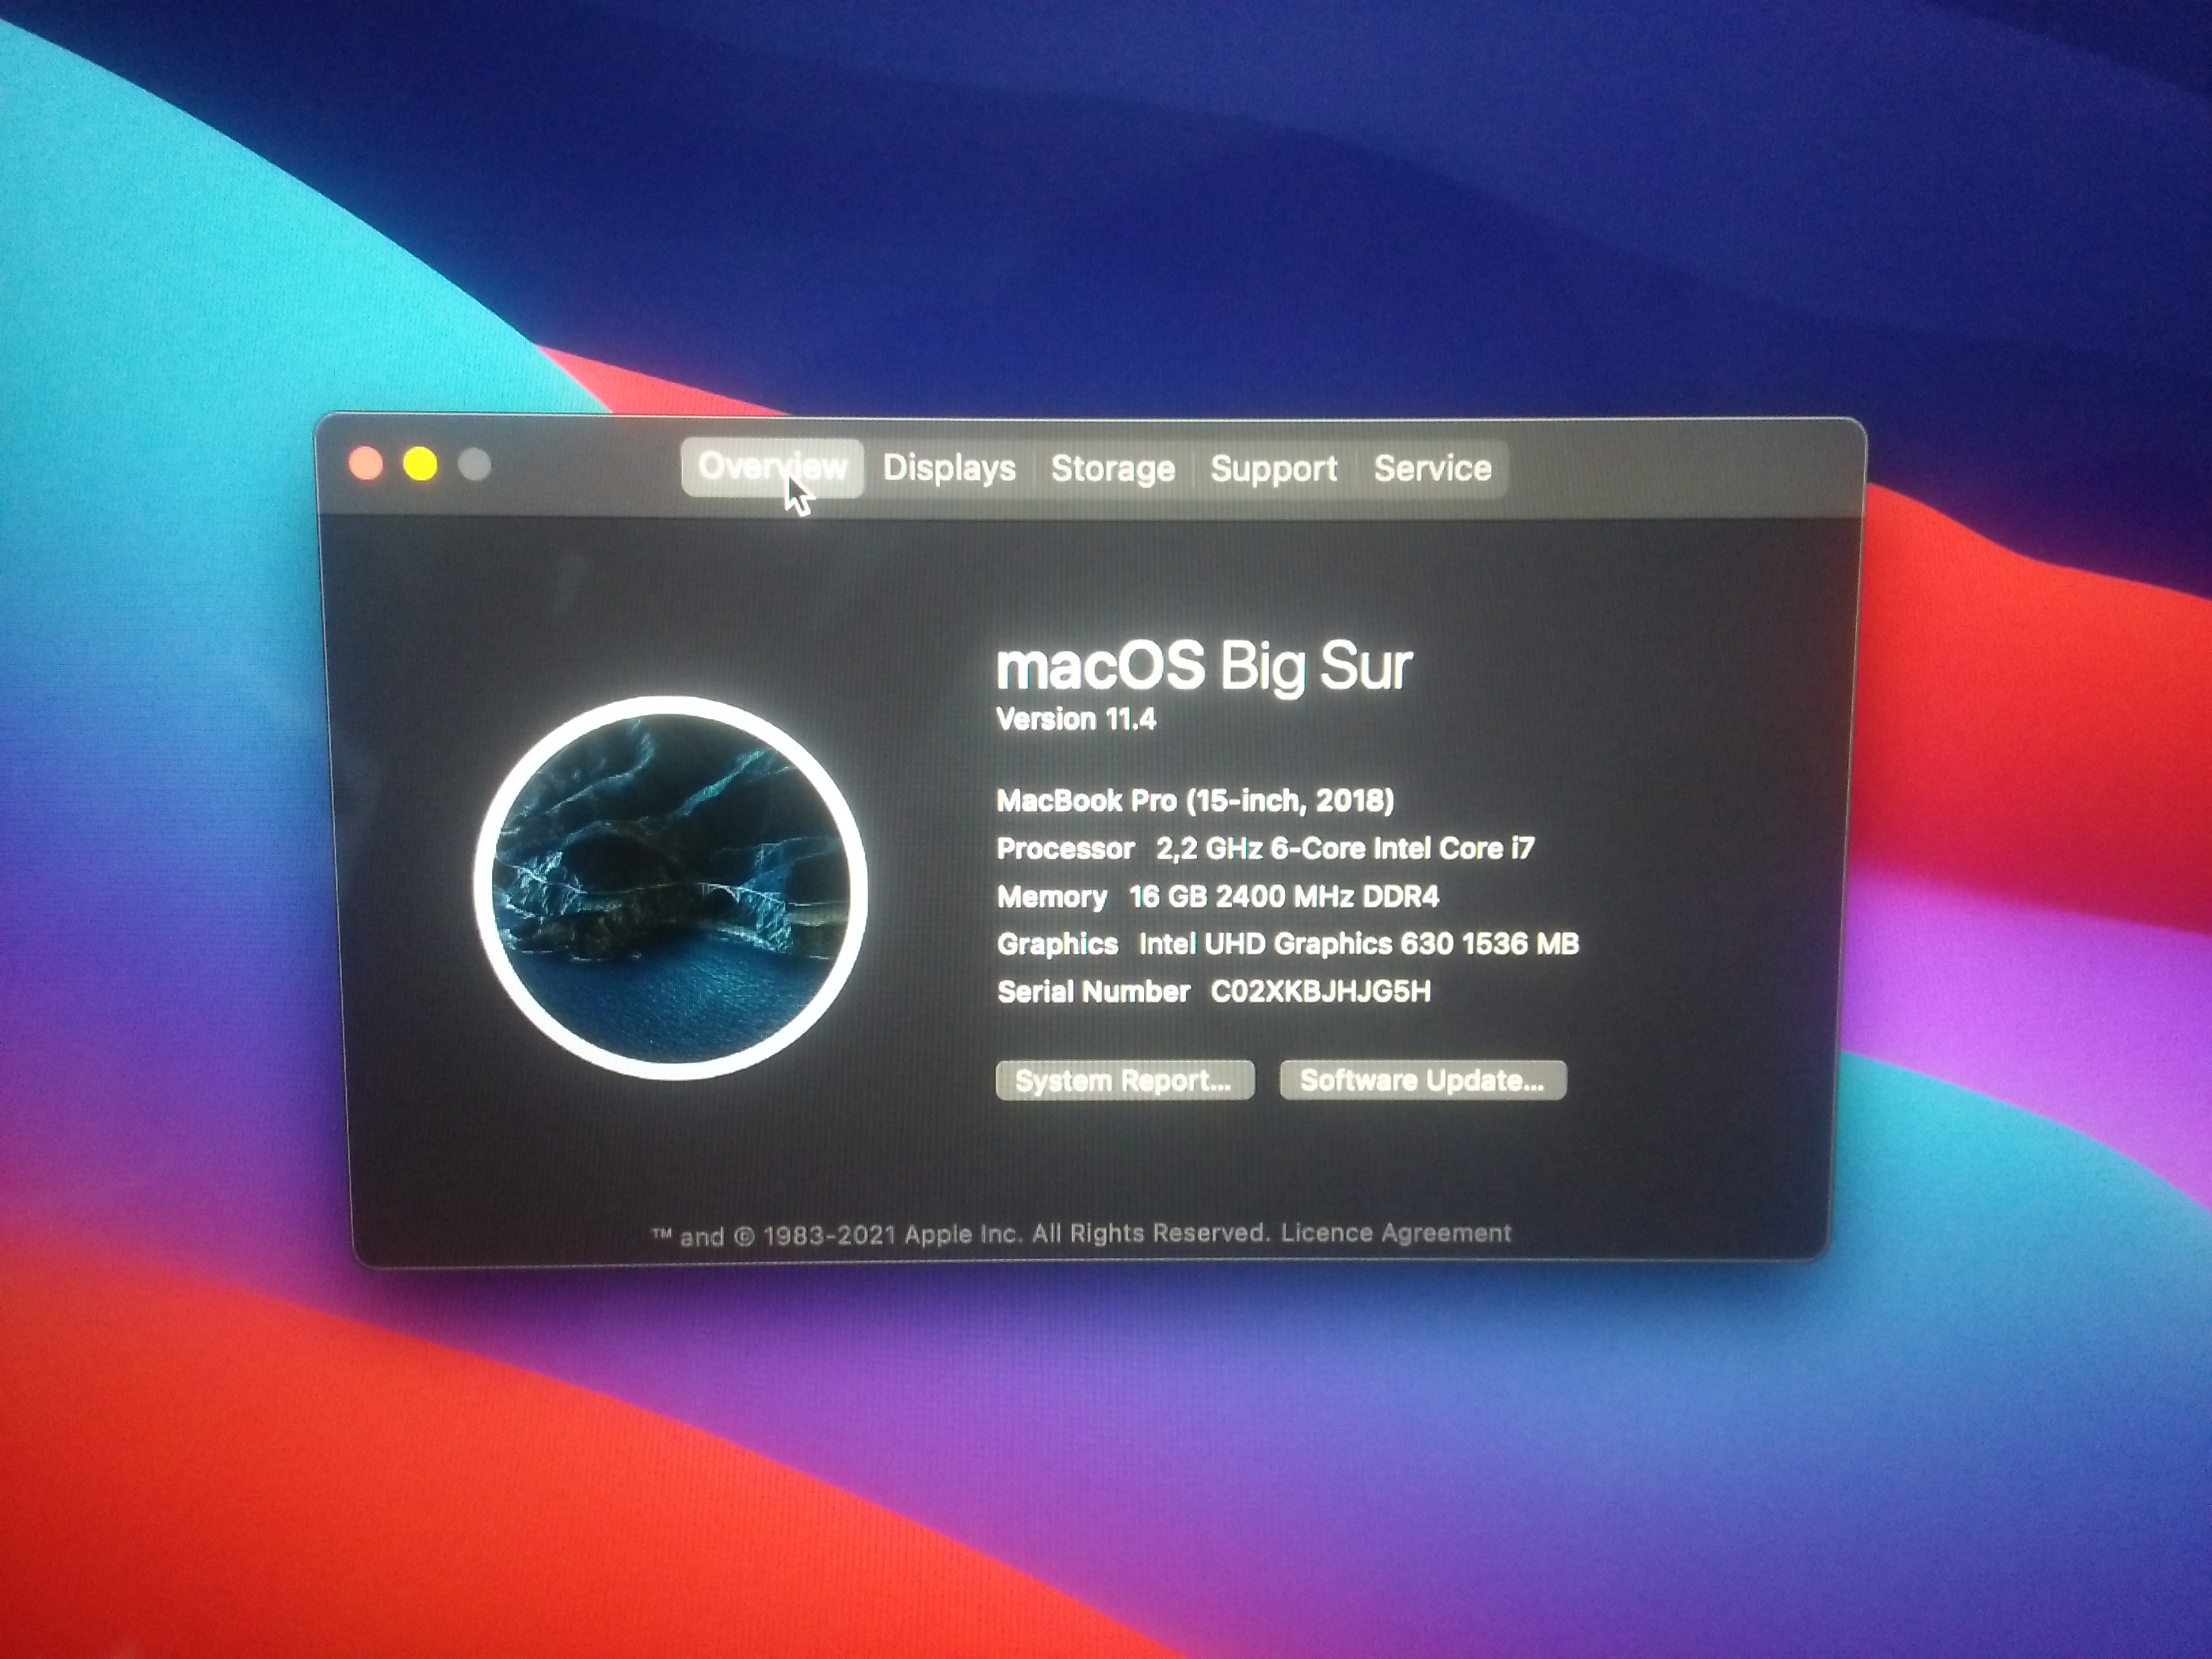 Overview Displays Storage Support Service
macOS Big Sur
Version 11.4
MacBook Pro (15-inch, 2018)
Processor 2,2 GHz 6-Core Intel Core i7
Memory 16 GB 2400 MHz DDR4
Graphics Intel UHD Graphics 630 1536 MB
Serial Number C02XKBJHJG5H
System Report... Software Update...
™ and © 1983-2021 Apple Inc. All Rights Reserved. Licence Agreement